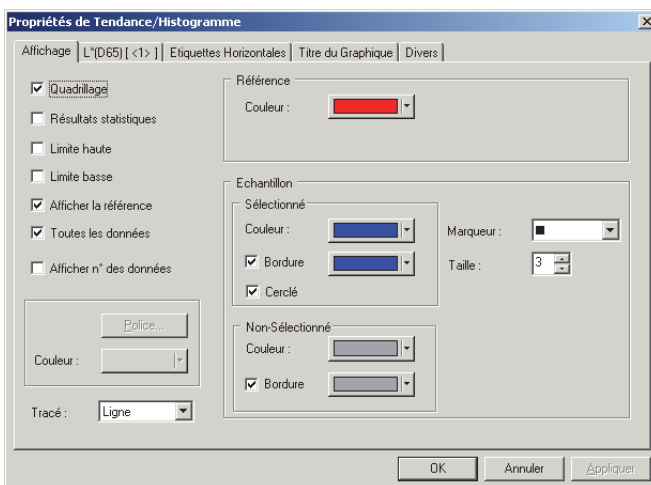 Propriétés de Tendance/Histogramme
Affichage
L*(D65) [ <1> ]
Etiquettes Horizontales
Titre du Graphique
Divers
Quadrillage
Résultats statistiques
Limite haute
Limite basse
Afficher la référence
Toutes les données
Afficher n° des données
Police...
Couleur :
Tracé :
Ligne
Référence
Couleur :
Echantillon
Sélectionné
Couleur :
Bordure
Cerclé
Marqueur :
Taille :
3
Non-Sélectionné
Couleur :
Bordure
OK
Annuler
Appliquer